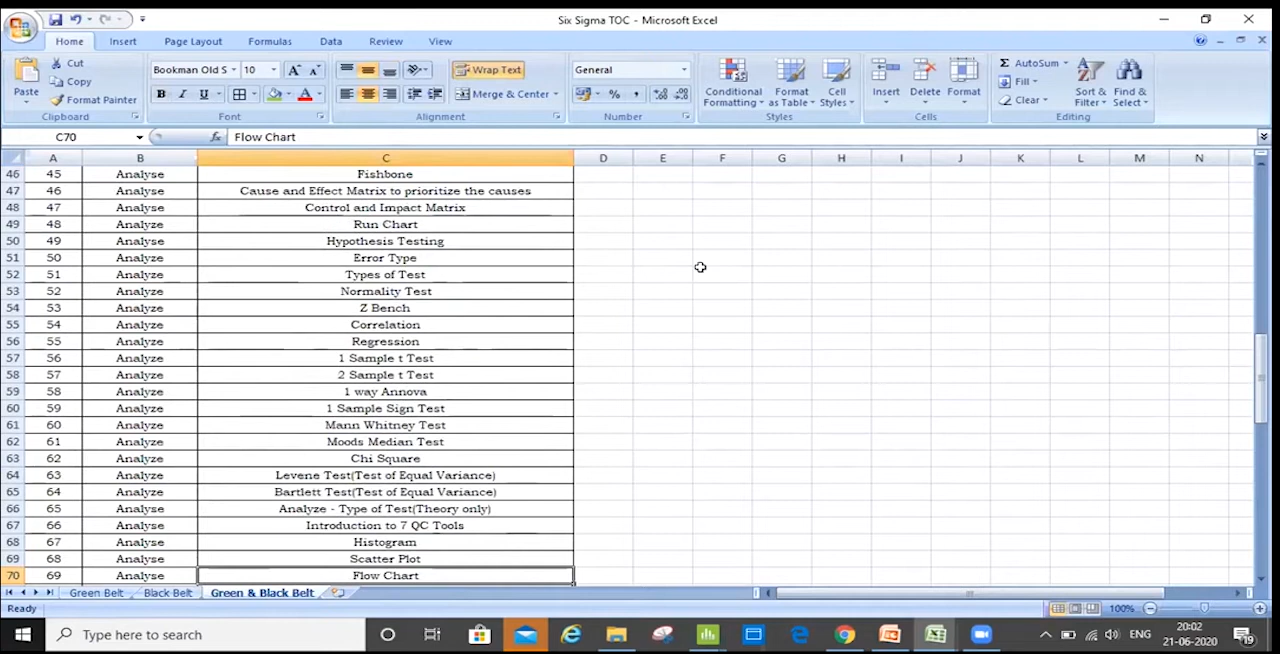 Six Sigma TOC - Microsoft Excel
Home Insert Page Layout Formulas Data Review View
Cut
Copy
Format Painter
Paste
Clipboard
Bookman Old S 10
B I U
Font
Wrap Text
Merge & Center
Alignment
General
Number
Conditional Formatting
Format as Table
Cell Styles
Styles
Insert Delete Format
Cells
AutoSum
Fill
Clear
Sort & Filter
Find & Select
Editing
C70 fx Flow Chart
A B C D E F G H I J K L M N
46 45 Analyse Fishbone
47 46 Analyse Cause and Effect Matrix to prioritize the causes
48 47 Analyse Control and Impact Matrix
49 48 Analyze Run Chart
50 49 Analyse Hypothesis Testing
51 50 Analyze Error Type
52 51 Analyze Types of Test
53 52 Analyze Normality Test
54 53 Analyze Z Bench
55 54 Analyze Correlation
56 55 Analyze Regression
57 56 Analyze 1 Sample t Test
58 57 Analyze 2 Sample t Test
59 58 Analyze 1 way Annova
60 59 Analyze 1 Sample Sign Test
61 60 Analyze Mann Whitney Test
62 61 Analyze Moods Median Test
63 62 Analyze Chi Square
64 63 Analyze Levene Test(Test of Equal Variance)
65 64 Analyze Bartlett Test(Test of Equal Variance)
66 65 Analyze Analyze - Type of Test(Theory only)
67 66 Analyse Introduction to 7 QC Tools
68 67 Analyse Histogram
69 68 Analyse Scatter Plot
70 69 Analyse Flow Chart
Green Belt Black Belt Green & Black Belt
Ready 100%
Type here to search
ENG
20:02
21-06-2020
19